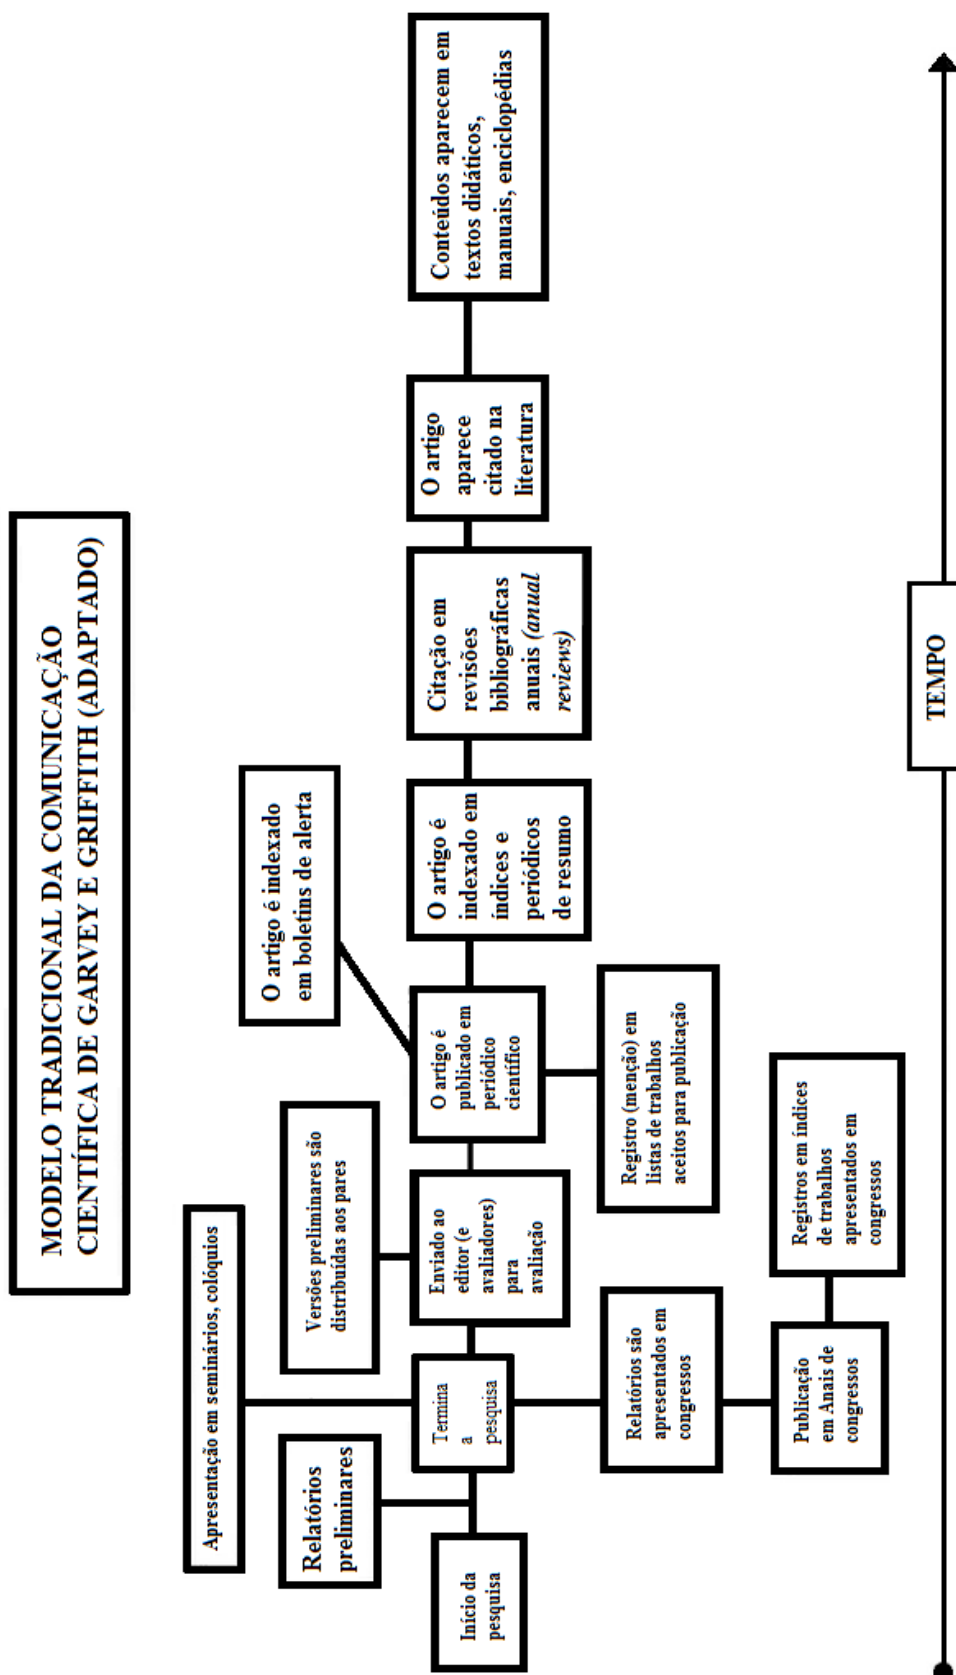 MODELO TRADICIONAL DA COMUNICAÇÃO
CIENTÍFICA DE GARVEY E GRIFFITH (ADAPTADO)
Apresentação em seminários, colóquios
Relatórios
preliminares
Versões preliminares são
distribuídas aos pares
O artigo é indexado
em boletins de alerta
Início da
pesquisa
Termina
a
pesquisa
Enviado ao
editor (e
avaliadores)
para
avaliação
O artigo é
publicado em
periódico
científico
O artigo é
indexado em
índices e
periódicos
de resumo
Citação em
revisões
bibliográficas
anuais (anual
reviews)
O artigo
aparece
citado na
literatura
Conteúdos aparecem em
textos didáticos,
manuais, enciclopédias
Relatórios são
apresentados em
congressos
Registro (menção) em
listas de trabalhos
aceitos para publicação
Publicação
em Anais de
congressos
Registros em índices
de trabalhos
apresentados em
congressos
TEMPO